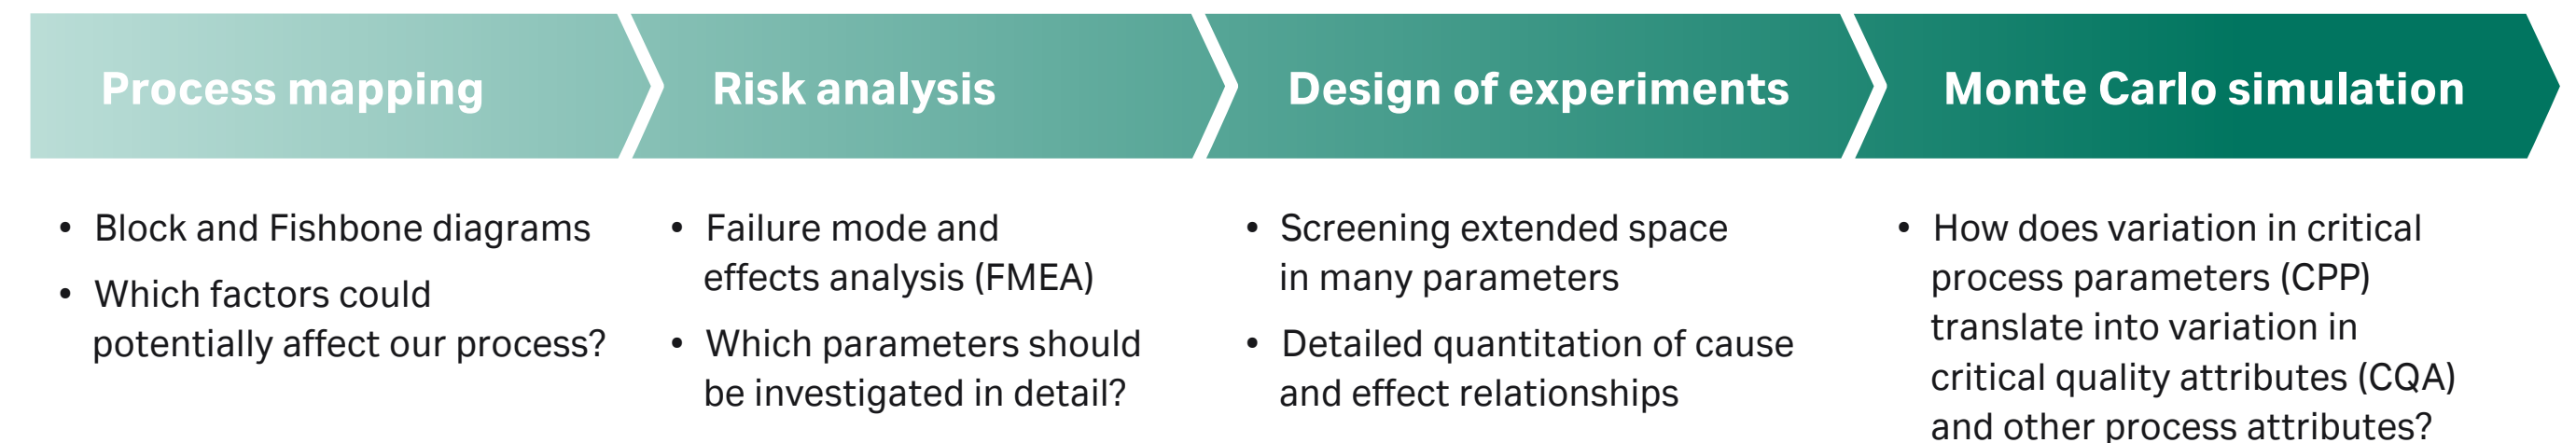 Process mapping
• Block and Fishbone diagrams
• Which factors could
potentially affect our process?
Risk analysis
• Failure mode and
effects analysis (FMEA)
• Which parameters should
be investigated in detail?
Design of experiments
• Screening extended space
in many parameters
• Detailed quantitation of cause
and effect relationships
Monte Carlo simulation
• How does variation in critical
process parameters (CPP)
translate into variation in
critical quality attributes (CQA)
and other process attributes?